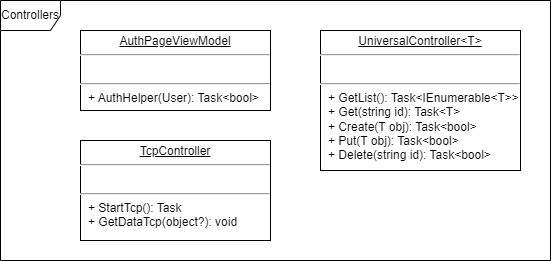 Controllers
AuthPageViewModel
+ AuthHelper(User): Task<bool>
UniversalController<T>
+ GetList(): Task<IEnumerable<T>>
+ Get(string id): Task<T>
+ Create(T obj): Task<bool>
+ Put(T obj): Task<bool>
+ Delete(string id): Task<bool>
TcpController
+ StartTcp(): Task
+ GetDataTcp(object?): void